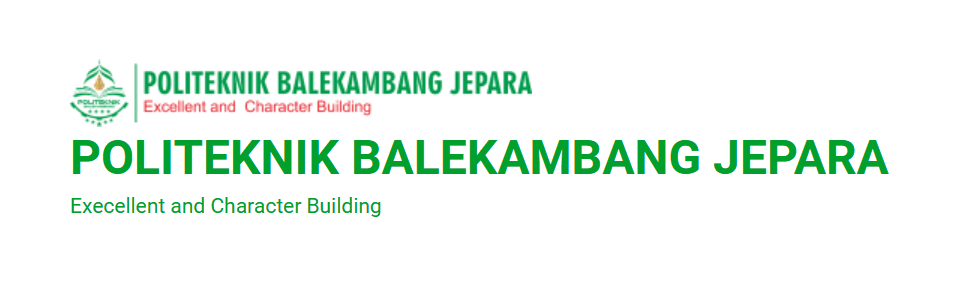 POLITEKNIK BALEKAMBANG JEPARA
Excellent and Character Building
POLITEKNIK
POLITEKNIK BALEKAMBANG JEPARA
Execellent and Character Building